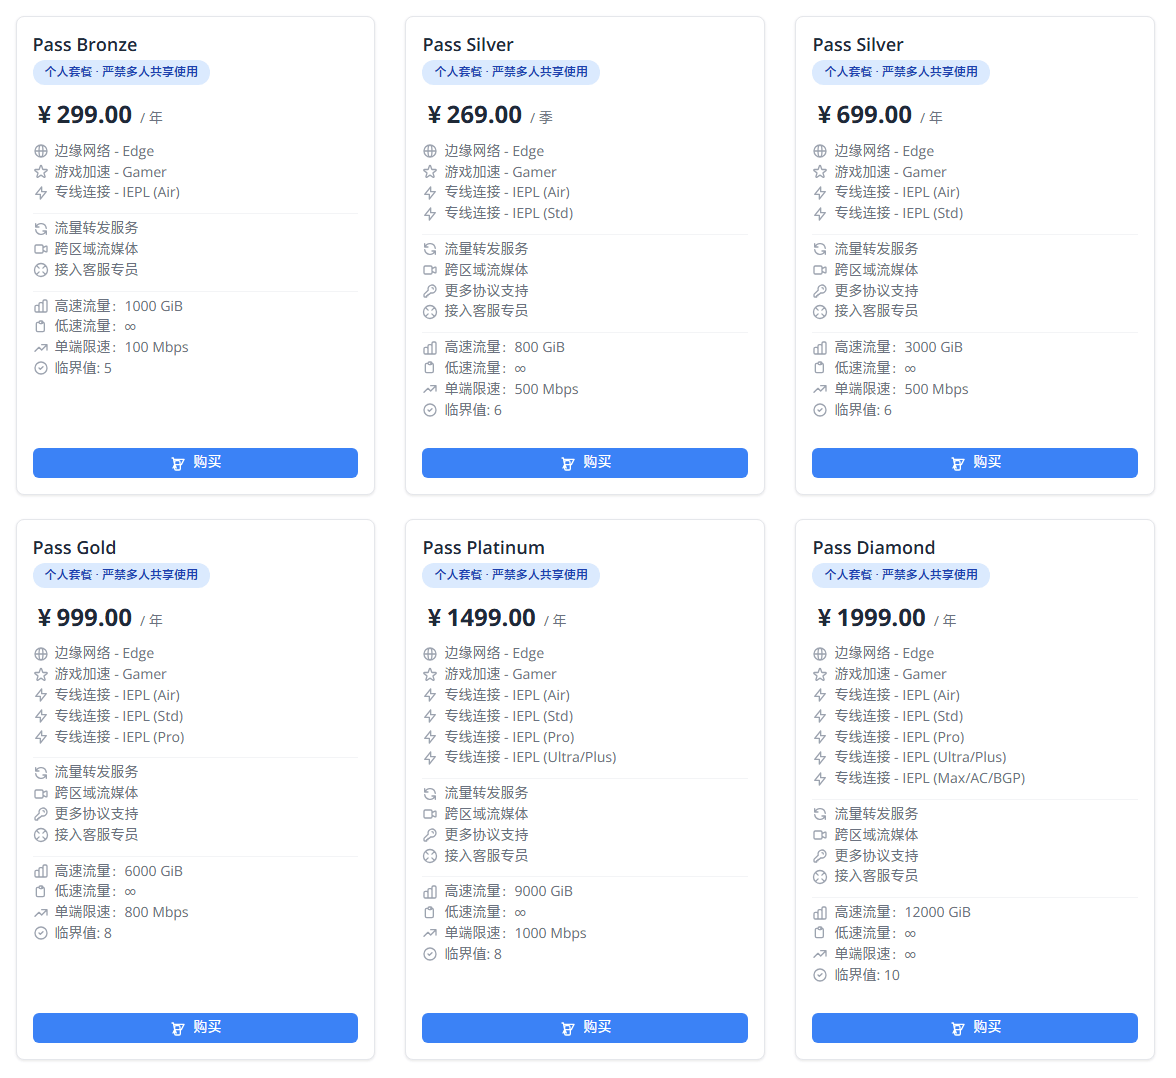 Pass Bronze
个人套餐 · 严禁多人共享使用
¥ 299.00 / 年
边缘网络 - Edge
游戏加速 - Gamer
专线连接 - IEPL (Air)
流量转发服务
跨区域流媒体
接入客服专员
高速流量：1000 GiB
低速流量：∞
单端限速：100 Mbps
临界值: 5
购买
Pass Silver
个人套餐 · 严禁多人共享使用
¥ 269.00 / 季
边缘网络 - Edge
游戏加速 - Gamer
专线连接 - IEPL (Air)
专线连接 - IEPL (Std)
流量转发服务
跨区域流媒体
更多协议支持
接入客服专员
高速流量：800 GiB
低速流量：∞
单端限速：500 Mbps
临界值: 6
购买
Pass Silver
个人套餐 · 严禁多人共享使用
¥ 699.00 / 年
边缘网络 - Edge
游戏加速 - Gamer
专线连接 - IEPL (Air)
专线连接 - IEPL (Std)
流量转发服务
跨区域流媒体
更多协议支持
接入客服专员
高速流量：3000 GiB
低速流量：∞
单端限速：500 Mbps
临界值: 6
购买
Pass Gold
个人套餐 · 严禁多人共享使用
¥ 999.00 / 年
边缘网络 - Edge
游戏加速 - Gamer
专线连接 - IEPL (Air)
专线连接 - IEPL (Std)
专线连接 - IEPL (Pro)
流量转发服务
跨区域流媒体
更多协议支持
接入客服专员
高速流量：6000 GiB
低速流量：∞
单端限速：800 Mbps
临界值: 8
购买
Pass Platinum
个人套餐 · 严禁多人共享使用
¥ 1499.00 / 年
边缘网络 - Edge
游戏加速 - Gamer
专线连接 - IEPL (Air)
专线连接 - IEPL (Std)
专线连接 - IEPL (Pro)
专线连接 - IEPL (Ultra/Plus)
流量转发服务
跨区域流媒体
更多协议支持
接入客服专员
高速流量：9000 GiB
低速流量：∞
单端限速：1000 Mbps
临界值: 8
购买
Pass Diamond
个人套餐 · 严禁多人共享使用
¥ 1999.00 / 年
边缘网络 - Edge
游戏加速 - Gamer
专线连接 - IEPL (Air)
专线连接 - IEPL (Std)
专线连接 - IEPL (Pro)
专线连接 - IEPL (Ultra/Plus)
专线连接 - IEPL (Max/AC/BGP)
流量转发服务
跨区域流媒体
更多协议支持
接入客服专员
高速流量：12000 GiB
低速流量：∞
单端限速：∞
临界值: 10
购买